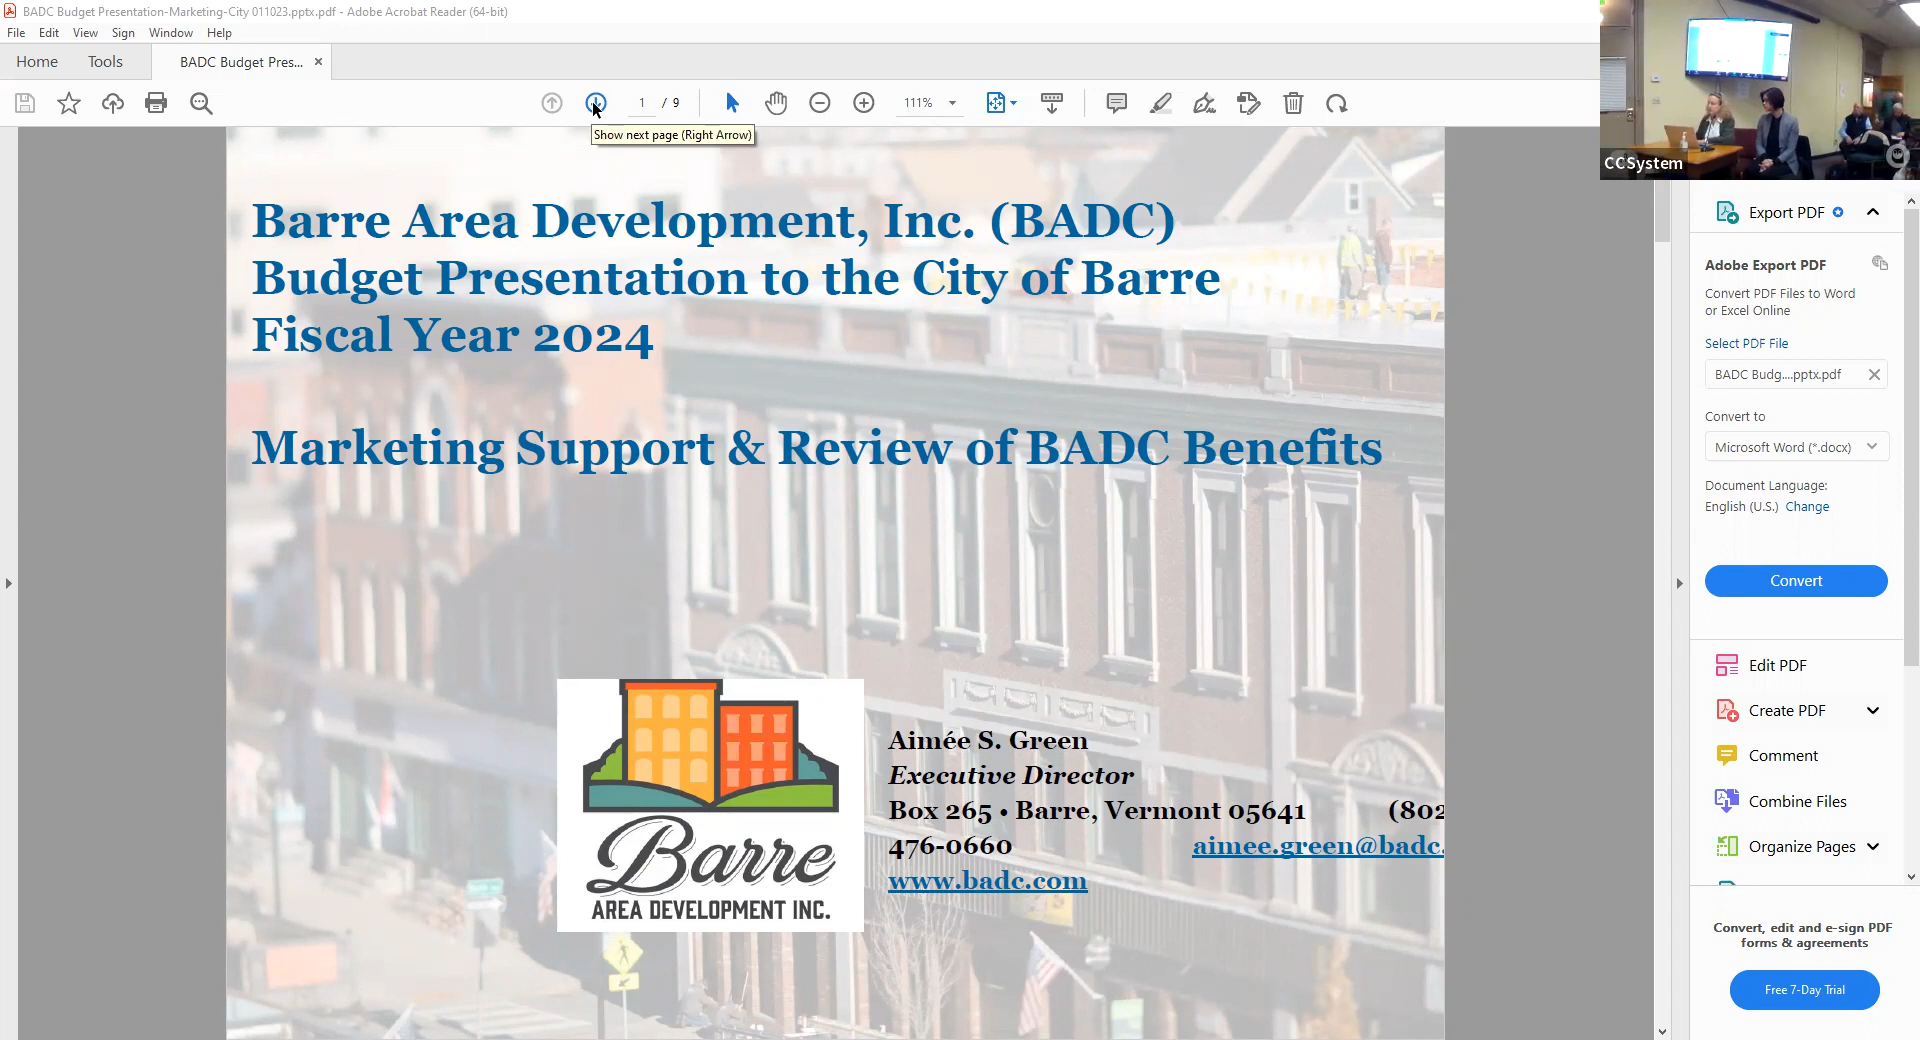 BADC Budget Presentation-Marketing-City 011023.pptx.pdf - Adobe Acrobat Reader (64-bit)
File Edit View Sign Window Help
Home Tools BADC Budget Pres... ×
1 / 9 111%
Show next page (Right Arrow)
CCSystem
Barre Area Development, Inc. (BADC)
Budget Presentation to the City of Barre
Fiscal Year 2024
Marketing Support & Review of BADC Benefits
Barre
AREA DEVELOPMENT INC.
Aimée S. Green
Executive Director
Box 265 • Barre, Vermont 05641 (802
476-0660 aimee.green@badc.
www.badc.com
Export PDF
Adobe Export PDF
Convert PDF Files to Word
or Excel Online
Select PDF File
BADC Budg....pptx.pdf
Convert to
Microsoft Word (*.docx)
Document Language:
English (U.S.) Change
Convert
Edit PDF
Create PDF
Comment
Combine Files
Organize Pages
Convert, edit and e-sign PDF
forms & agreements
Free 7-Day Trial